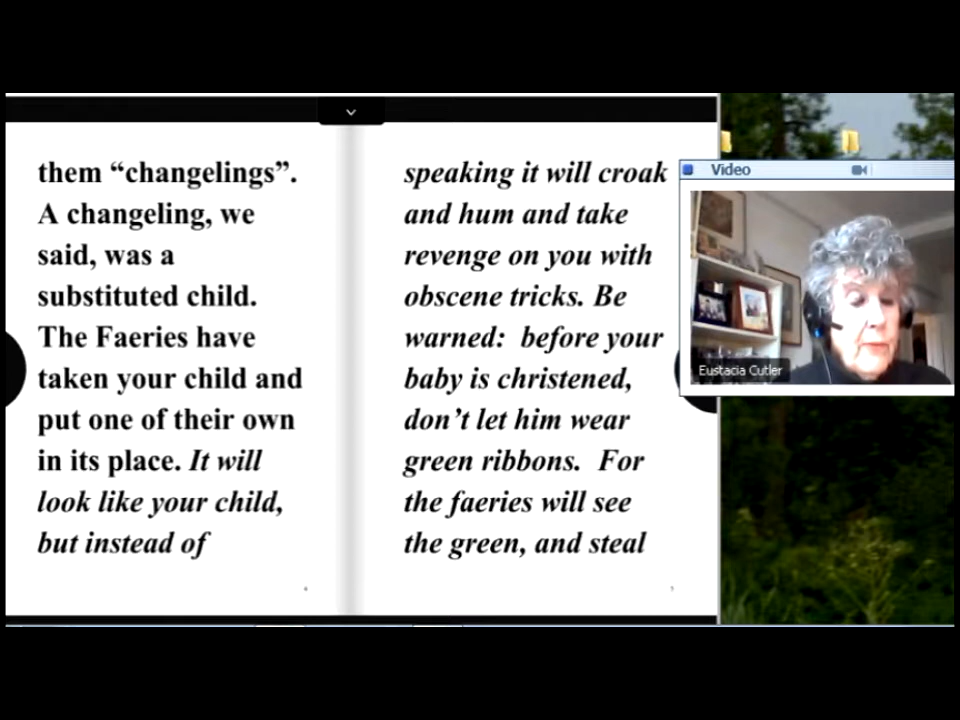 them “changelings”.
A changeling, we
said, was a
substituted child.
The Faeries have
taken your child and
put one of their own
in its place. It will
look like your child,
but instead of
speaking it will croak
and hum and take
revenge on you with
obscene tricks. Be
warned:  before your
baby is christened,
don’t let him wear
green ribbons.  For
the faeries will see
the green, and steal
Video
Eustacia Cutler